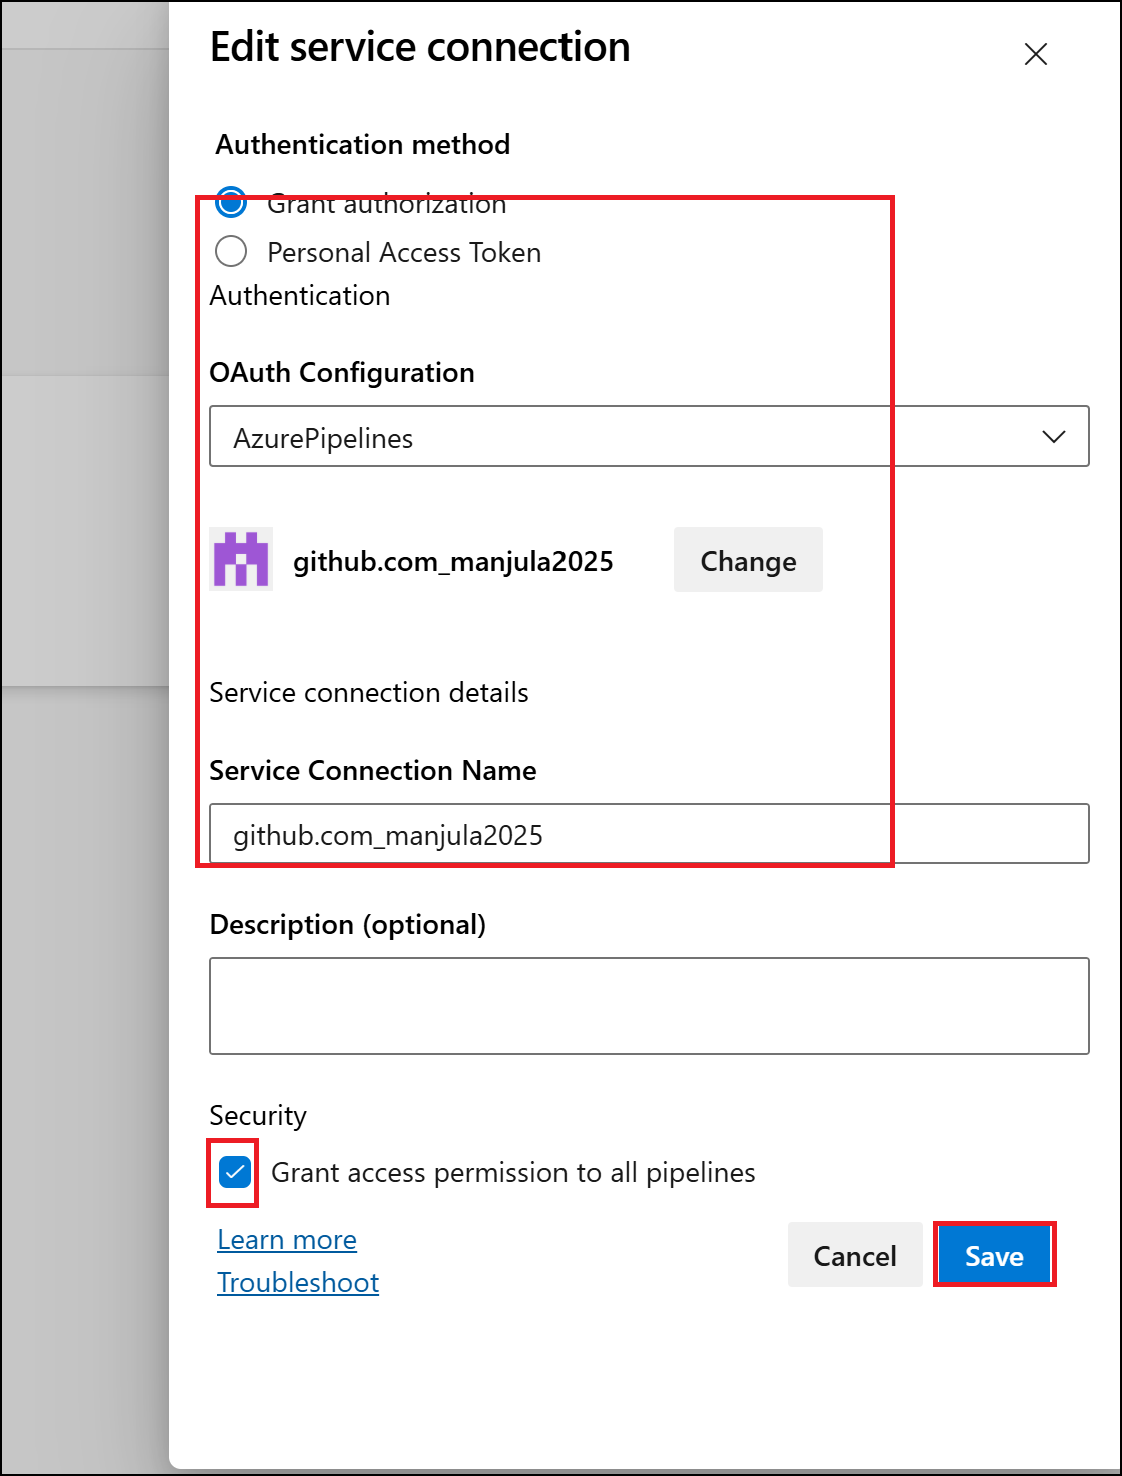 Edit service connection
Authentication method
Grant authorization
Personal Access Token
Authentication
OAuth Configuration
AzurePipelines
github.com_manjula2025
Change
Service connection details
Service Connection Name
github.com_manjula2025
Description (optional)
Security
Grant access permission to all pipelines
Learn more
Troubleshoot
Cancel
Save